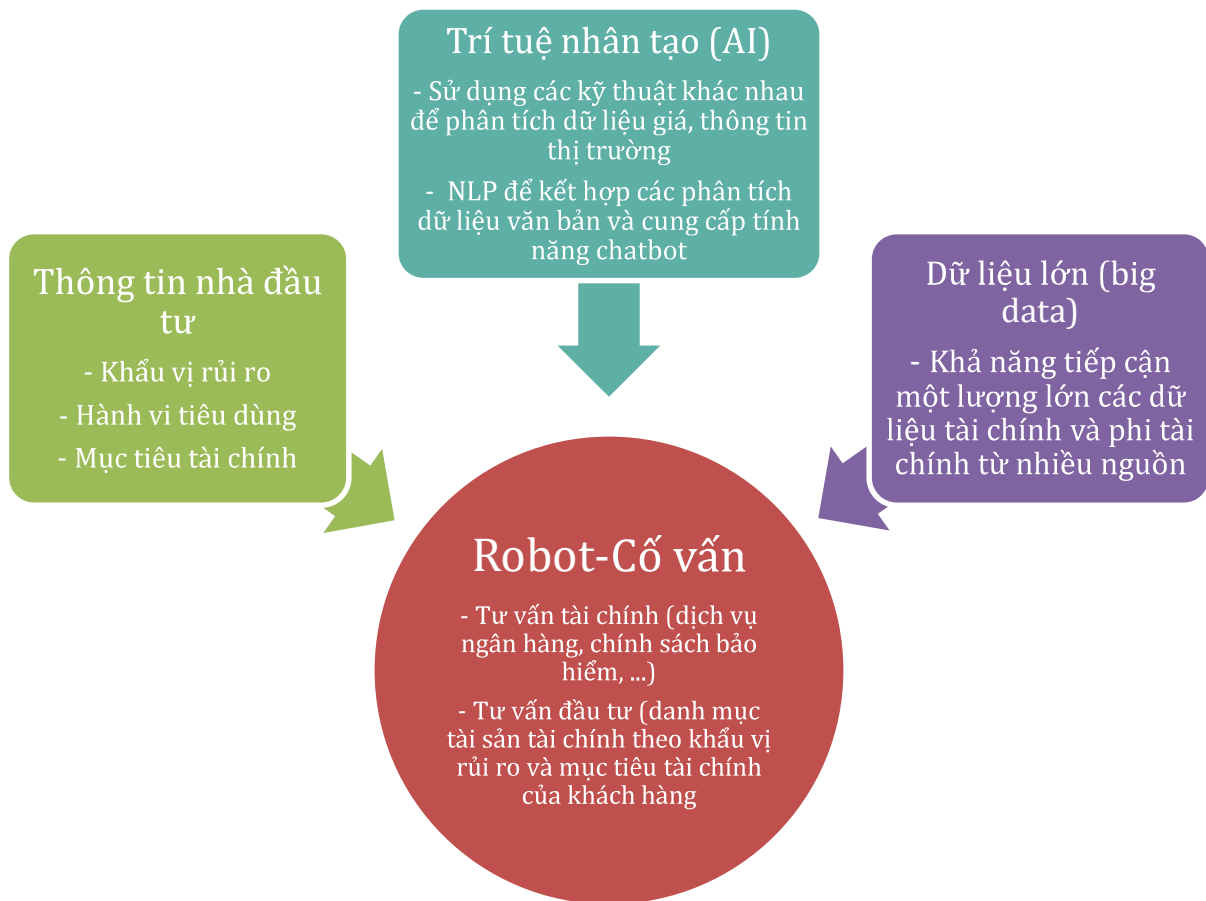 Trí tuệ nhân tạo (AI)
- Sử dụng các kỹ thuật khác nhau
để phân tích dữ liệu giá, thông tin
thị trường
- NLP để kết hợp các phân tích
dữ liệu văn bản và cung cấp tính
năng chatbot
Thông tin nhà đầu
tư
- Khẩu vị rủi ro
- Hành vi tiêu dùng
- Mục tiêu tài chính
Dữ liệu lớn (big
data)
- Khả năng tiếp cận
một lượng lớn các dữ
liệu tài chính và phi tài
chính từ nhiều nguồn
Robot-Cố vấn
- Tư vấn tài chính (dịch vụ
ngân hàng, chính sách bảo
hiểm, ...)
- Tư vấn đầu tư (danh mục
tài sản tài chính theo khẩu vị
rủi ro và mục tiêu tài chính
của khách hàng